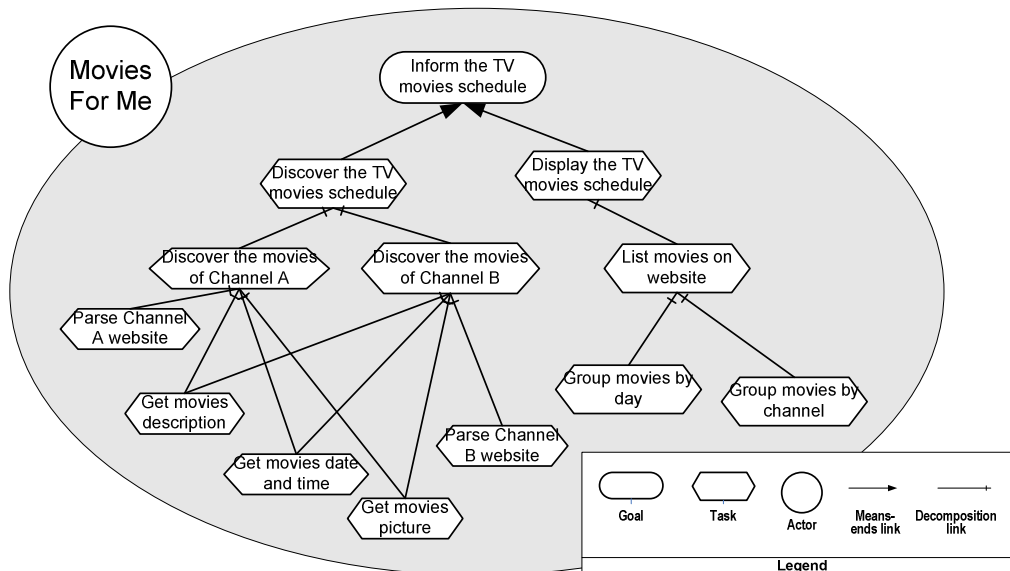 Movies
For Me
Inform the TV
movies schedule
Discover the TV
movies schedule
Display the TV
movies schedule
Discover the movies
of Channel A
Discover the movies
of Channel B
List movies on
website
Parse Channel
A website
Get movies
description
Group movies by
day
Group movies by
channel
Parse Channel
B website
Get movies date
and time
Get movies
picture
Goal
Task
Actor
Means-
ends link
Decomposition
link
Legend